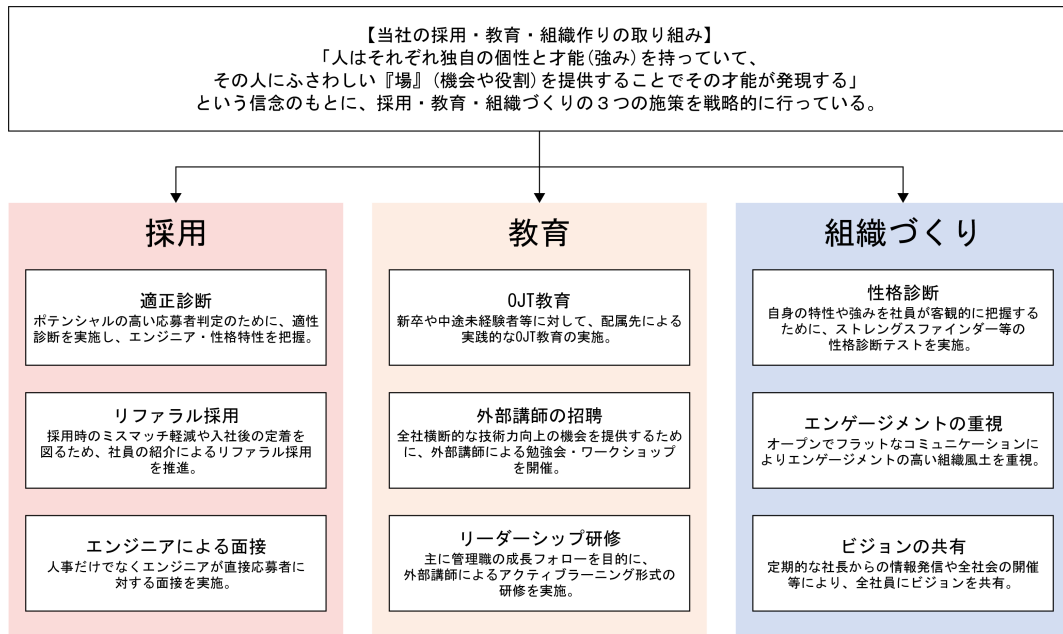 【当社の採用・教育・組織作りの取り組み】
「人はそれぞれ独自の個性と才能(強み)を持っていて、
その人にふさわしい『場』(機会や役割)を提供することでその才能が発現する」
という信念のもとに、採用・教育・組織づくりの３つの施策を戦略的に行っている。
採用
適正診断
ポテンシャルの高い応募者判定のために、適性
診断を実施し、エンジニア・性格特性を把握。
リファラル採用
採用時のミスマッチ軽減や入社後の定着を
図るため、社員の紹介によるリファラル採用
を推進。
エンジニアによる面接
人事だけでなくエンジニアが直接応募者に
対する面接を実施。
教育
OJT教育
新卒や中途未経験者等に対して、配属先による
実践的なOJT教育の実施。
外部講師の招聘
全社横断的な技術力向上の機会を提供するため
に、外部講師による勉強会・ワークショップ
を開催。
リーダーシップ研修
主に管理職の成長フォローを目的に、
外部講師によるアクティブラーニング形式の
研修を実施。
組織づくり
性格診断
自身の特性や強みを社員が客観的に把握する
ために、ストレングスファインダー等の
性格診断テストを実施。
エンゲージメントの重視
オープンでフラットなコミュニケーションに
よりエンゲージメントの高い組織風土を重視。
ビジョンの共有
定期的な社長からの情報発信や全社会の開催
等により、全社員にビジョンを共有。